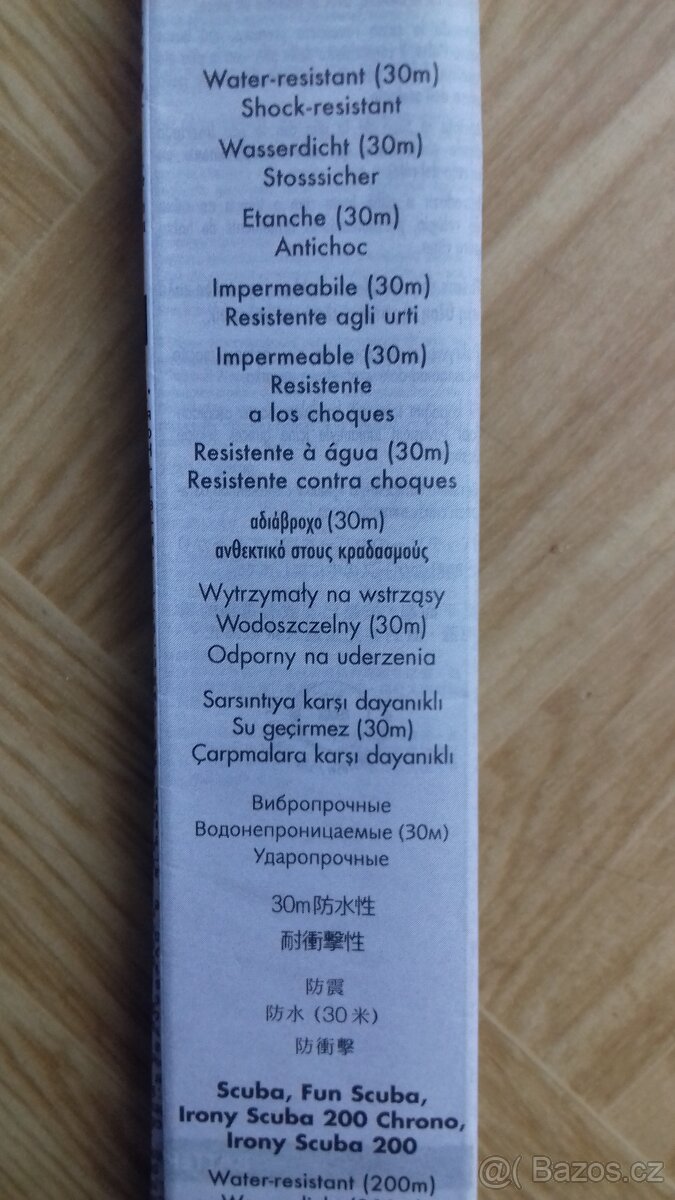 Water-resistant (30m)
Shock-resistant
Wasserdicht (30m)
Stosssicher
Etanche (30m)
Antichoc
Impermeabile (30m)
Resistente agli urti
Impermeable (30m)
Resistente
a los choques
Resistente à água (30m)
Resistente contra choques
αδιάβροχο (30m)
ανθεκτικό στους κραδασμούς
Wytrzymały na wstrząsy
Wodoszczelny (30m)
Odporny na uderzenia
Sarsıntıya karşı dayanıklı
Su geçirmez (30m)
Çarpmalara karşı dayanıklı
Вибропрочные
Водонепроницаемые (30м)
Ударопрочные
30m防水性
耐衝撃性
防震
防水 (30米)
防衝擊
Scuba, Fun Scuba,
Irony Scuba 200 Chrono,
Irony Scuba 200
Water-resistant (200m)
Bazos.cz